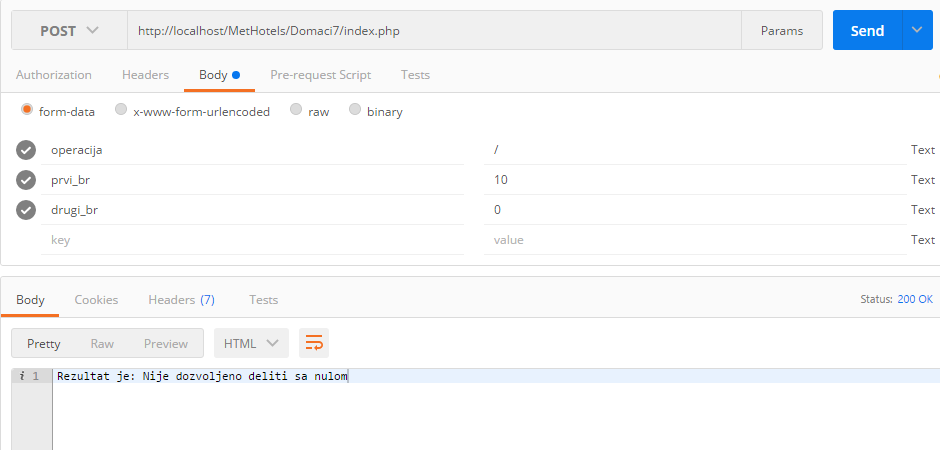 POST http://localhost/MetHotels/Domaci7/index.php Params Send
Authorization Headers Body Pre-request Script Tests
form-data x-www-form-urlencoded raw binary
operacija / Text
prvi_br 10 Text
drugi_br 0 Text
key value Text
Body Cookies Headers (7) Tests Status: 200 OK
Pretty Raw Preview HTML
i 1 Rezultat je: Nije dozvoljeno deliti sa nulom